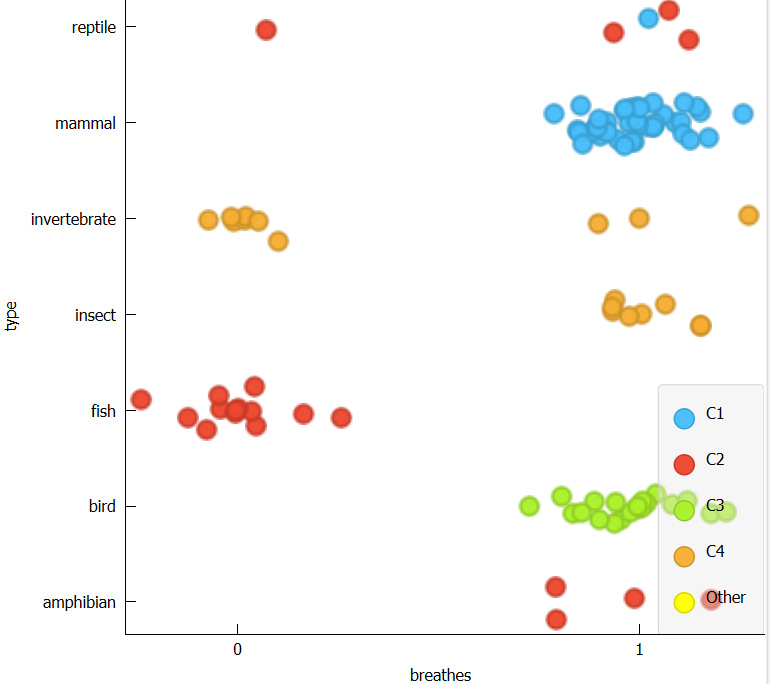 reptile
mammal
invertebrate
insect
fish
bird
amphibian
type
0
1
breathes
C1
C2
C3
C4
Other